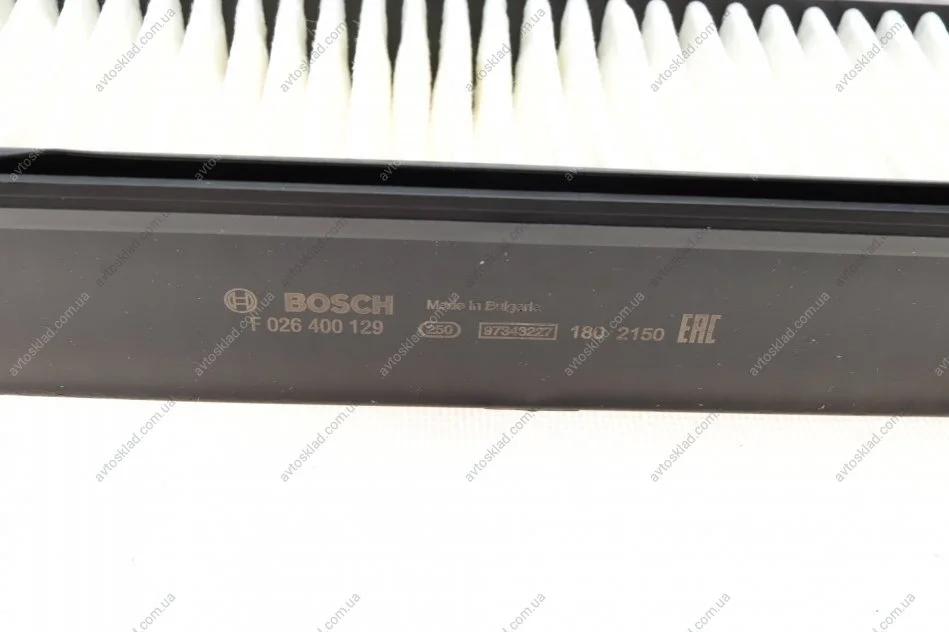 BOSCH Made in Bulgaria
F 026 400 129 250 97343227 180 2150 EAC
avtosklad.com.ua